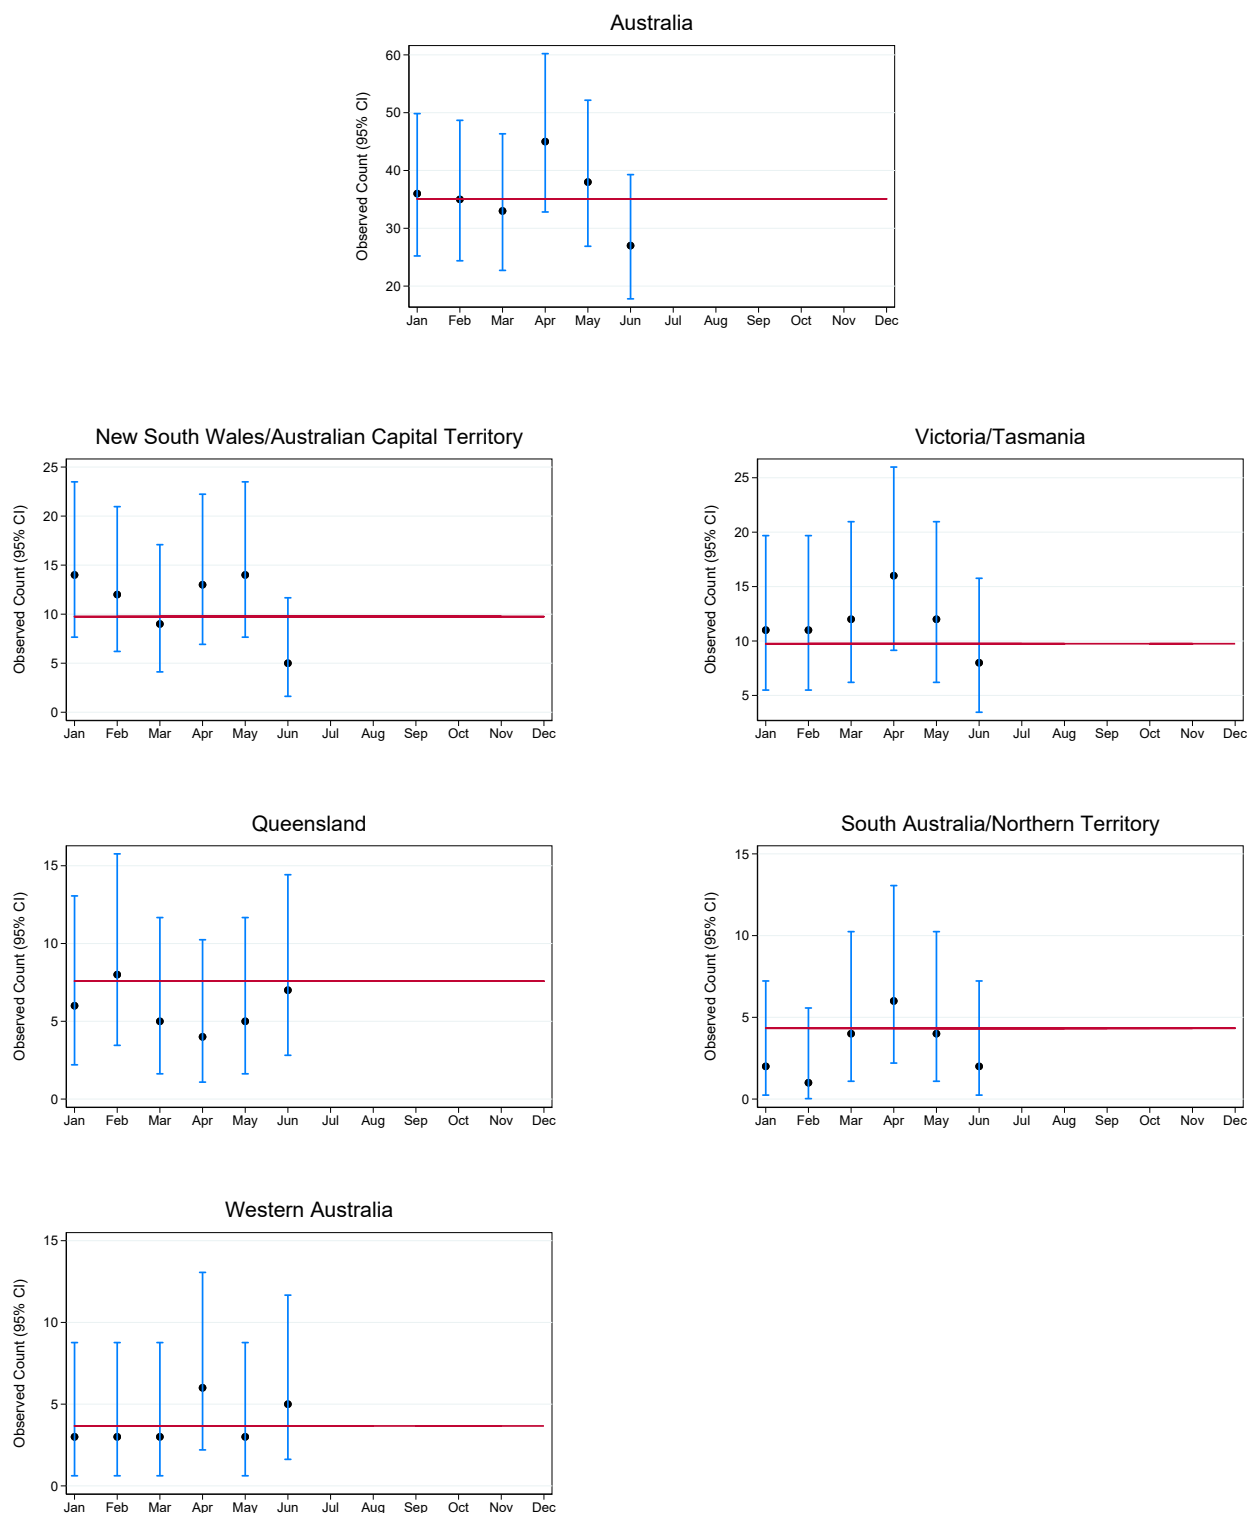 Australia
Observed Count (95% CI)
60
50
40
30
20
Jan Feb Mar Apr May Jun Jul Aug Sep Oct Nov Dec
New South Wales/Australian Capital Territory
Observed Count (95% CI)
25
20
15
10
5
0
Jan Feb Mar Apr May Jun Jul Aug Sep Oct Nov Dec
Victoria/Tasmania
Observed Count (95% CI)
25
20
15
10
5
Jan Feb Mar Apr May Jun Jul Aug Sep Oct Nov Dec
Queensland
Observed Count (95% CI)
15
10
5
0
Jan Feb Mar Apr May Jun Jul Aug Sep Oct Nov Dec
South Australia/Northern Territory
Observed Count (95% CI)
15
10
5
0
Jan Feb Mar Apr May Jun Jul Aug Sep Oct Nov Dec
Western Australia
Observed Count (95% CI)
15
10
5
0
Jan Feb Mar Apr May Jun Jul Aug Sep Oct Nov Dec